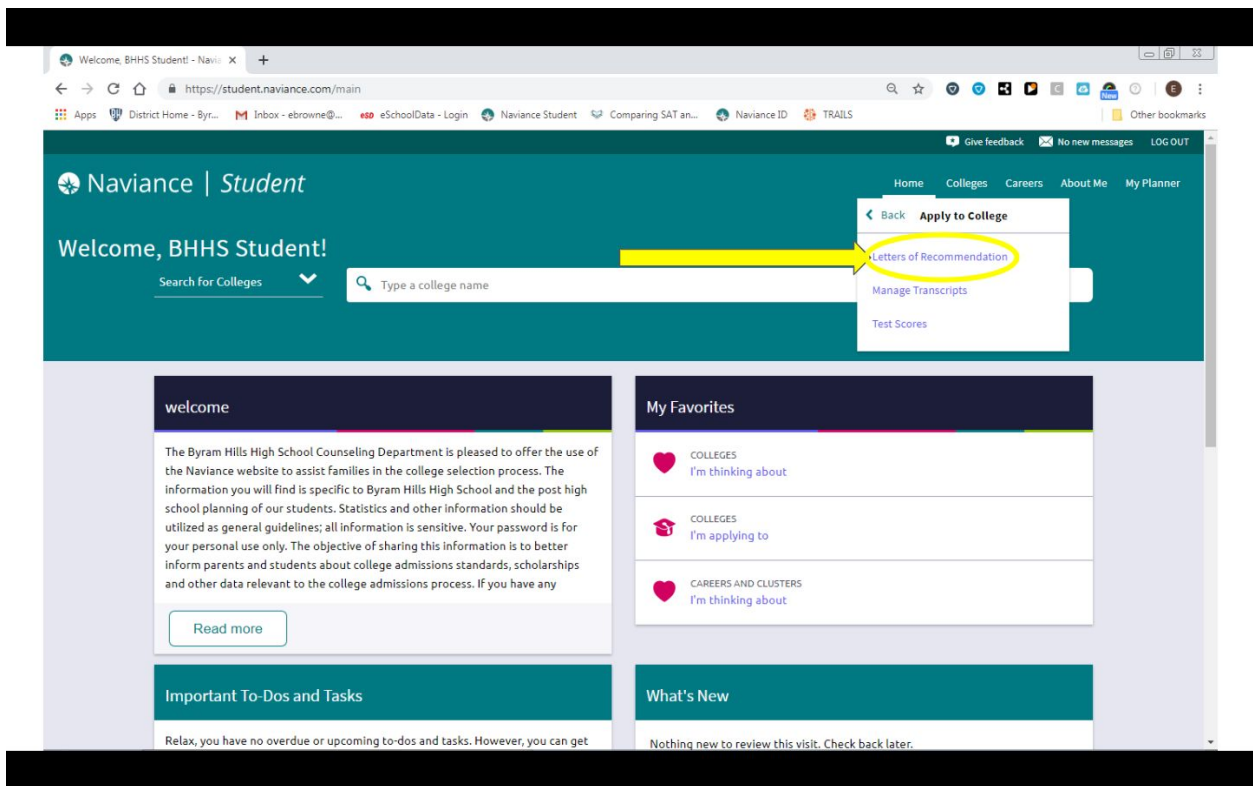 Welcome, BHHS Student! - Navia
https://student.naviance.com/main
New
E
Apps District Home - Byr... Inbox - ebrowne@... esD eSchoolData - Login Naviance Student Comparing SAT an... Naviance ID TRAILS Other bookmarks
Give feedback No new messages LOG OUT
Naviance | Student
Home Colleges Careers About Me My Planner
Back Apply to College
Welcome, BHHS Student!
Letters of Recommendation
Search for Colleges Type a college name
Manage Transcripts
Test Scores
welcome
The Byram Hills High School Counseling Department is pleased to offer the use of
the Naviance website to assist families in the college selection process. The
information you will find is specific to Byram Hills High School and the post high
school planning of our students. Statistics and other information should be
utilized as general guidelines; all information is sensitive. Your password is for
your personal use only. The objective of sharing this information is to better
inform parents and students about college admissions standards, scholarships
and other data relevant to the college admissions process. If you have any
Read more
My Favorites
COLLEGES
I'm thinking about
COLLEGES
I'm applying to
CAREERS AND CLUSTERS
I'm thinking about
Important To-Dos and Tasks
Relax, you have no overdue or upcoming to-dos and tasks. However, you can get
What's New
Nothing new to review this visit. Check back later.